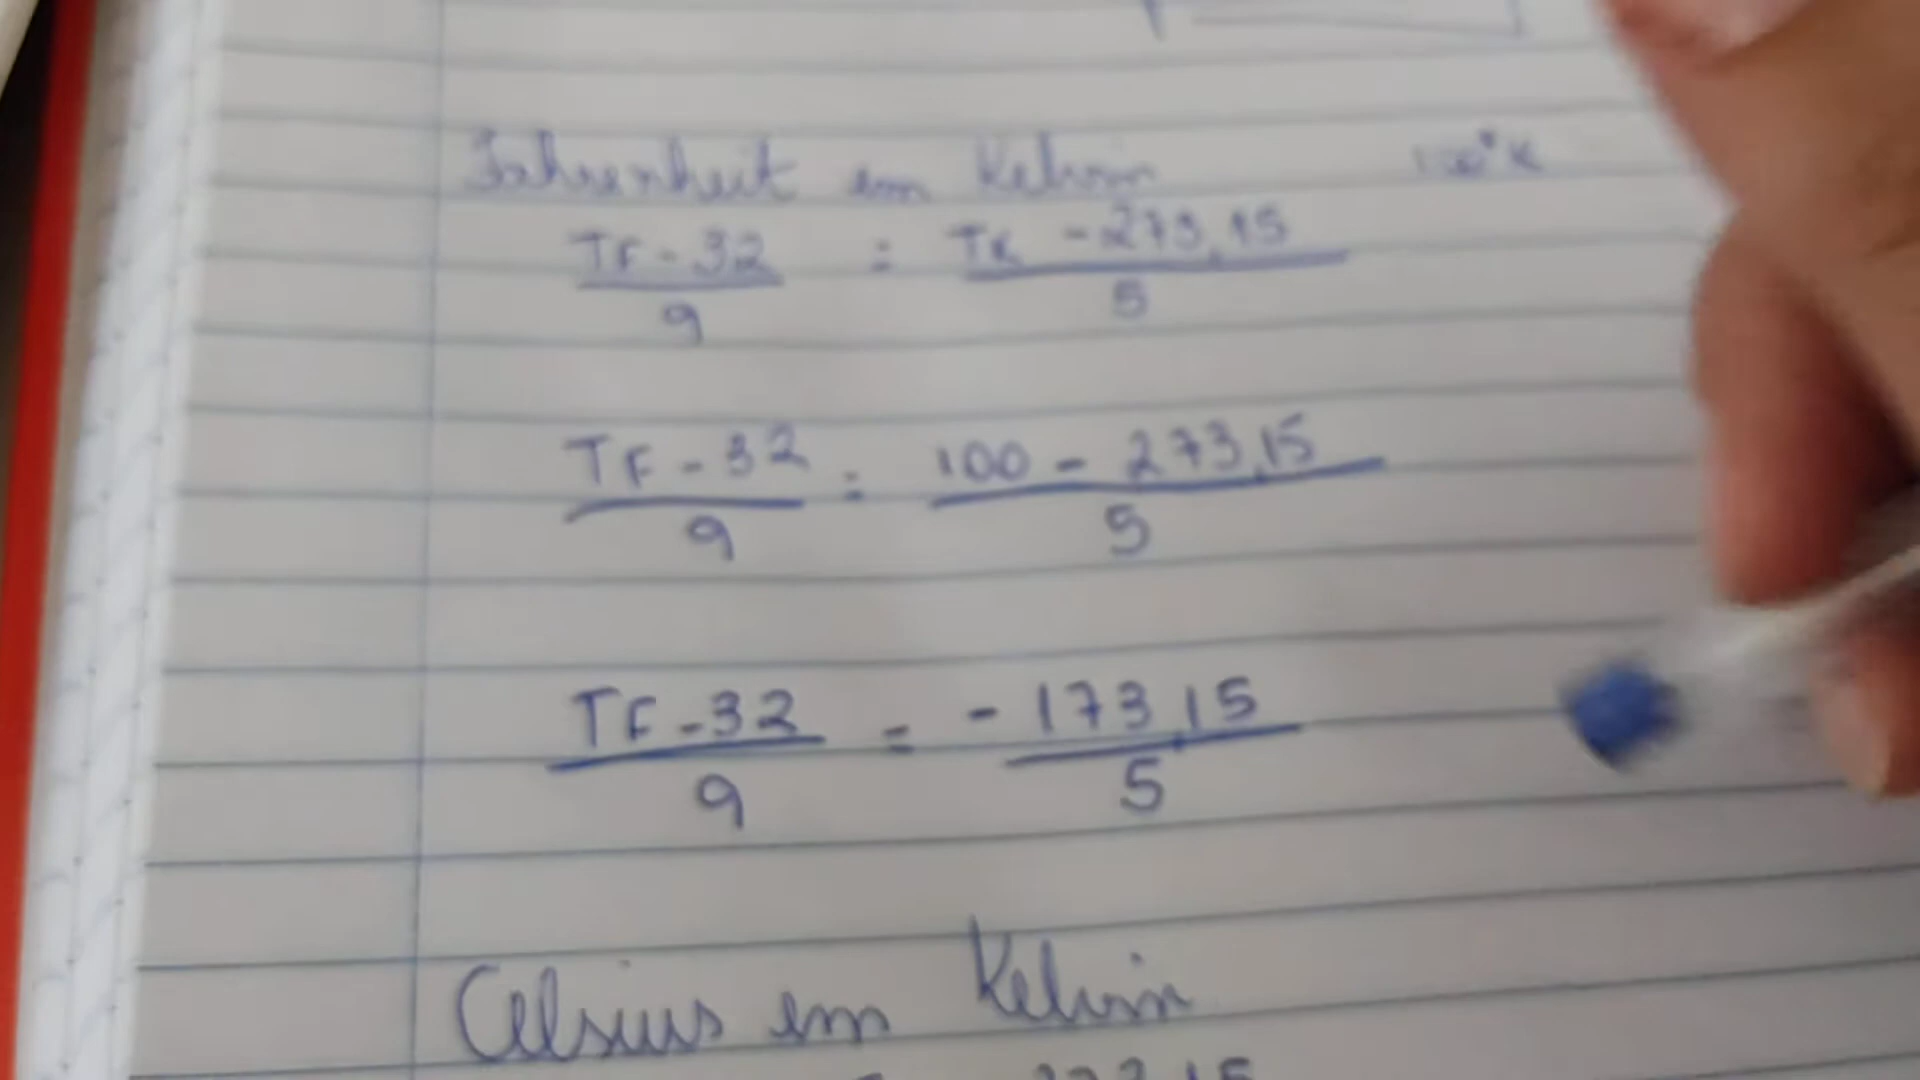 Fahrenheit em Kelvin 100°K
TF - 32 = TK - 273,15
9 5
TF - 32 = 100 - 273,15
9 5
TF - 32 = - 173,15
9 5
Celsius em Kelvin